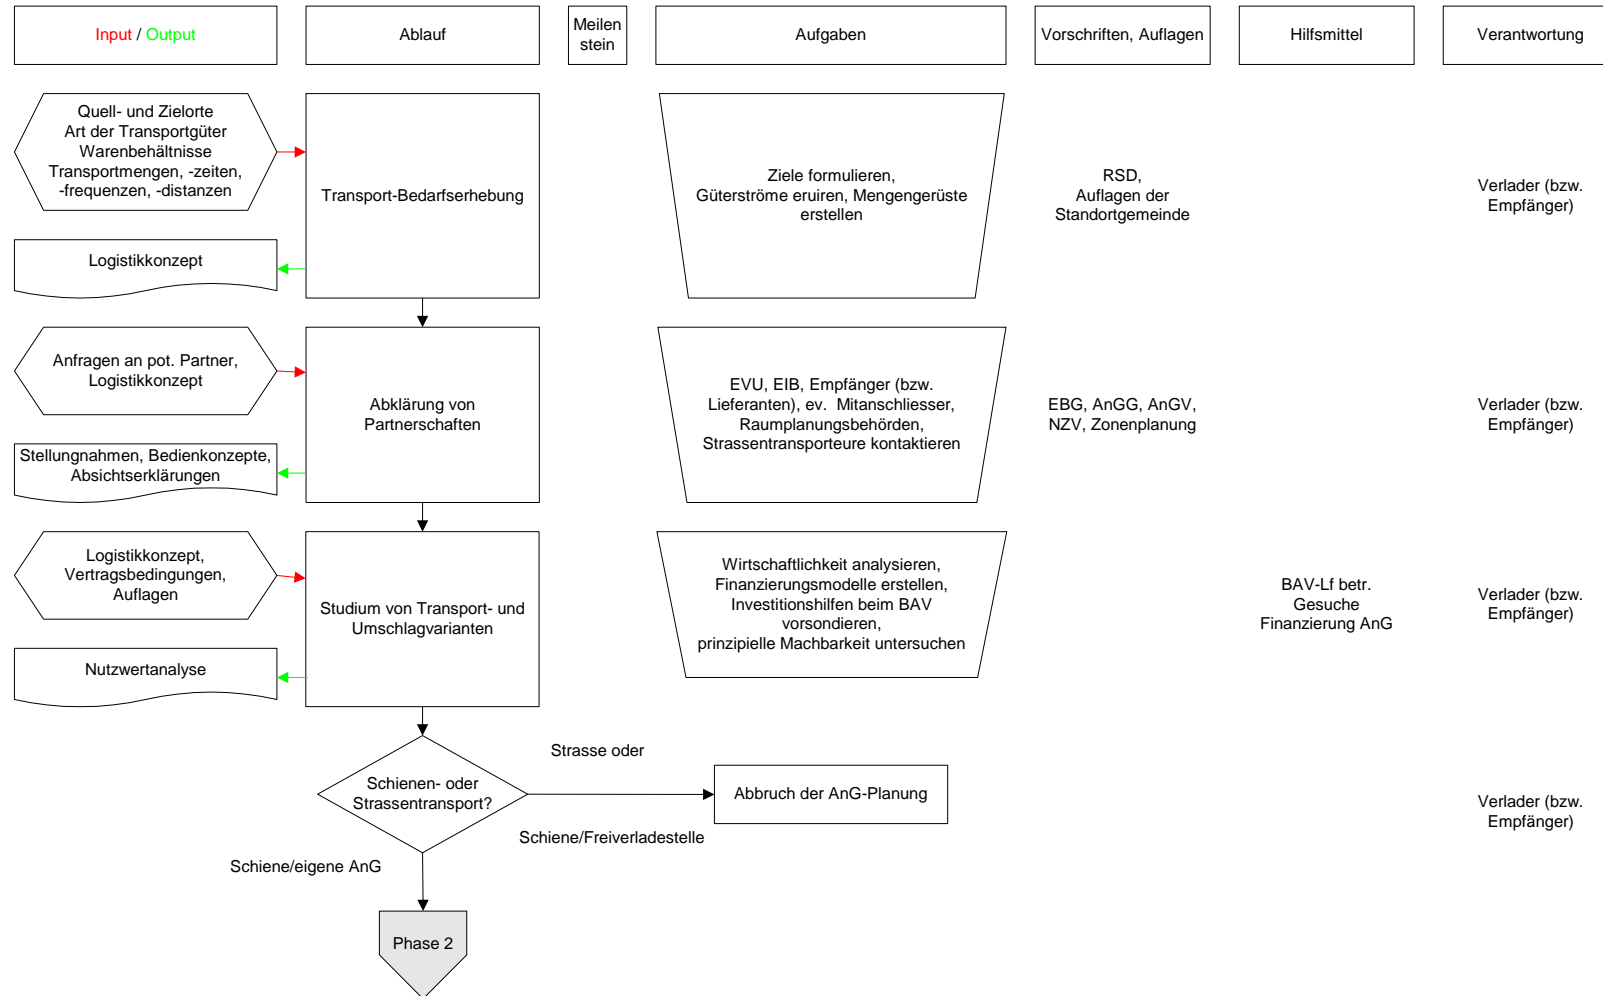 Input / Output
Ablauf
Meilen
stein
Aufgaben
Vorschriften, Auflagen
Hilfsmittel
Verantwortung
Quell- und Zielorte
Art der Transportgüter
Warenbehältnisse
Transportmengen, -zeiten,
-frequenzen, -distanzen
Logistikkonzept
Transport-Bedarfserhebung
Ziele formulieren,
Güterströme eruiren, Mengengerüste
erstellen
RSD,
Auflagen der
Standortgemeinde
Verlader (bzw.
Empfänger)
Anfragen an pot. Partner,
Logistikkonzept
Stellungnahmen, Bedienkonzepte,
Absichtserklärungen
Abklärung von
Partnerschaften
EVU, EIB, Empfänger (bzw.
Lieferanten), ev. Mitanschliesser,
Raumplanungsbehörden,
Strassentransporteure kontaktieren
EBG, AnGG, AnGV,
NZV, Zonenplanung
Verlader (bzw.
Empfänger)
Logistikkonzept,
Vertragsbedingungen,
Auflagen
Nutzwertanalyse
Studium von Transport- und
Umschlagvarianten
Wirtschaftlichkeit analysieren,
Finanzierungsmodelle erstellen,
Investitionshilfen beim BAV
vorsondieren,
prinzipielle Machbarkeit untersuchen
BAV-Lf betr.
Gesuche
Finanzierung AnG
Verlader (bzw.
Empfänger)
Schienen- oder
Strassentransport?
Strasse oder
Schiene/Freiverladestelle
Abbruch der AnG-Planung
Verlader (bzw.
Empfänger)
Schiene/eigene AnG
Phase 2